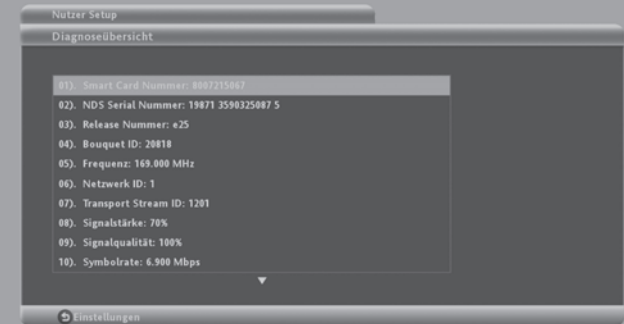 Nutzer Setup
Diagnoseübersicht
01). Smart Card Nummer: 8007215067
02). NDS Serial Nummer: 19871 3590325087 5
03). Release Nummer: e25
04). Bouquet ID: 20818
05). Frequenz: 169.000 MHz
06). Netzwerk ID: 1
07). Transport Stream ID: 1201
08). Signalstärke: 70%
09). Signalqualität: 100%
10). Symbolrate: 6.900 Mbps
Einstellungen